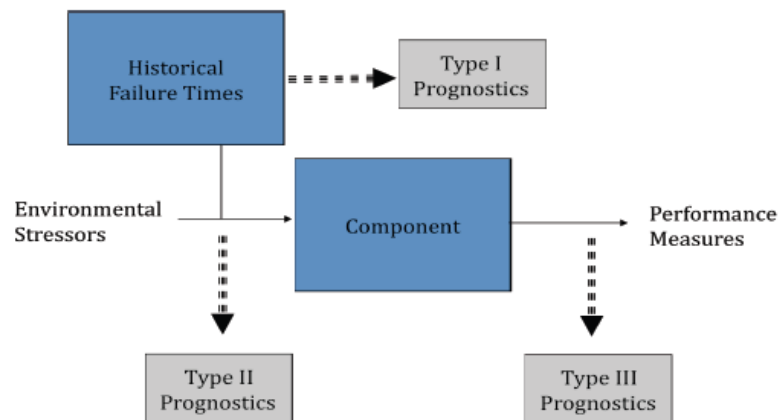 Historical
Failure Times
Type I
Prognostics
Environmental
Stressors
Component
Performance
Measures
Type II
Prognostics
Type III
Prognostics